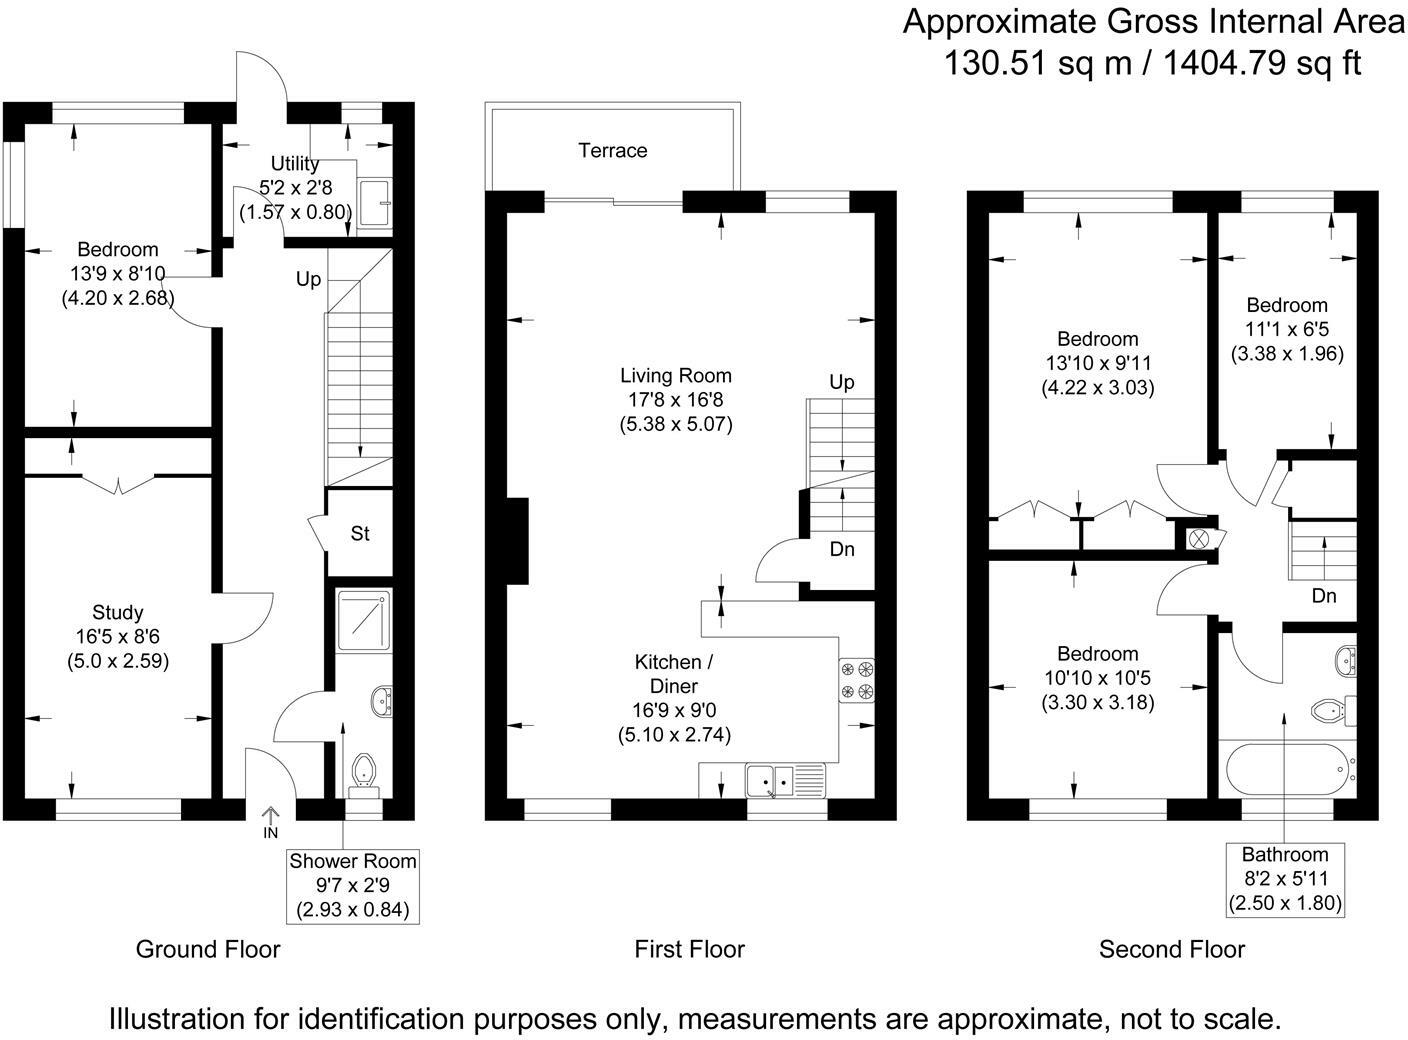 Approximate Gross Internal Area
130.51 sq m / 1404.79 sq ft
Utility
5'2 x 2'8
(1.57 x 0.80)
Bedroom
13'9 x 8'10
(4.20 x 2.68)
Up
St
Study
16'5 x 8'6
(5.0 x 2.59)
IN
Shower Room
9'7 x 2'9
(2.93 x 0.84)
Ground Floor
Terrace
Living Room
17'8 x 16'8
(5.38 x 5.07)
Up
Dn
Kitchen /
Diner
16'9 x 9'0
(5.10 x 2.74)
First Floor
Bedroom
13'10 x 9'11
(4.22 x 3.03)
Bedroom
11'1 x 6'5
(3.38 x 1.96)
Dn
Bedroom
10'10 x 10'5
(3.30 x 3.18)
Bathroom
8'2 x 5'11
(2.50 x 1.80)
Second Floor
Illustration for identification purposes only, measurements are approximate, not to scale.